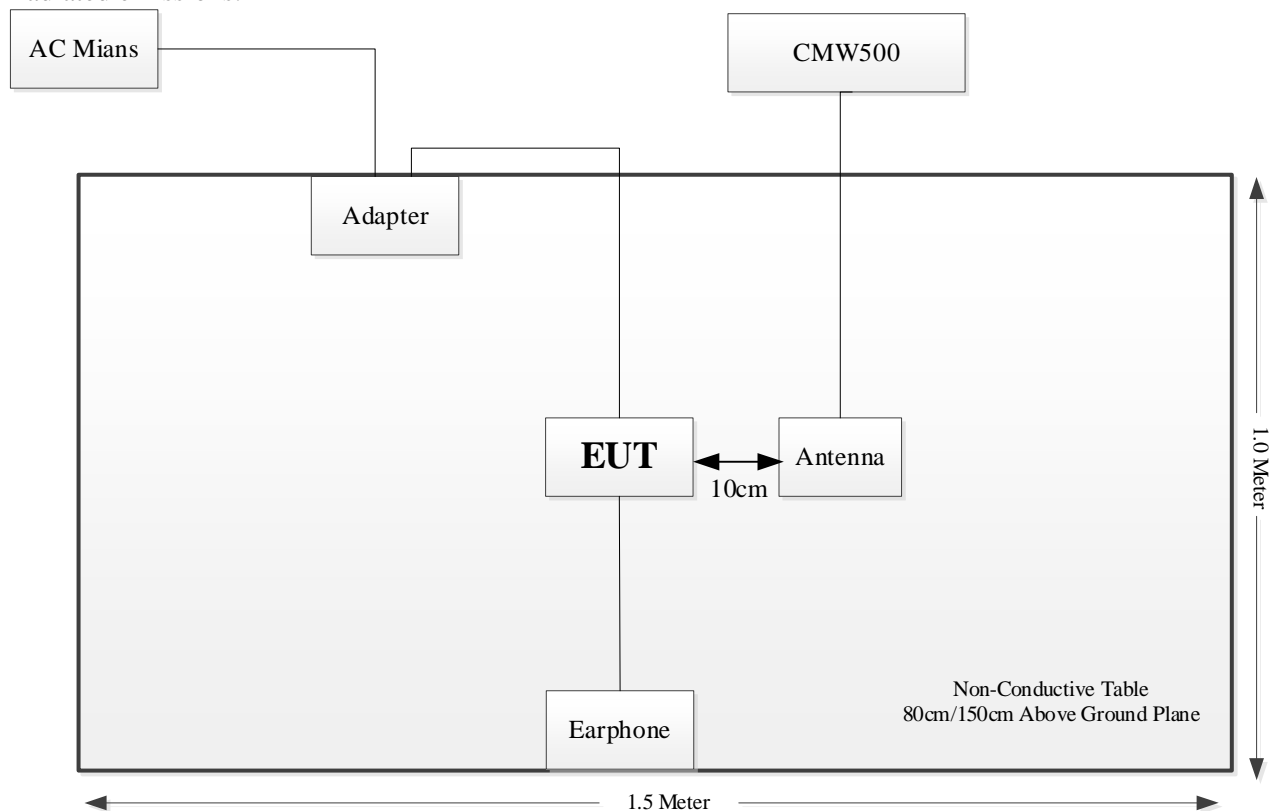 AC Mians
CMW500
Adapter
EUT
Antenna
10cm
1.0 Meter
Non-Conductive Table
80cm/150cm Above Ground Plane
Earphone
1.5 Meter